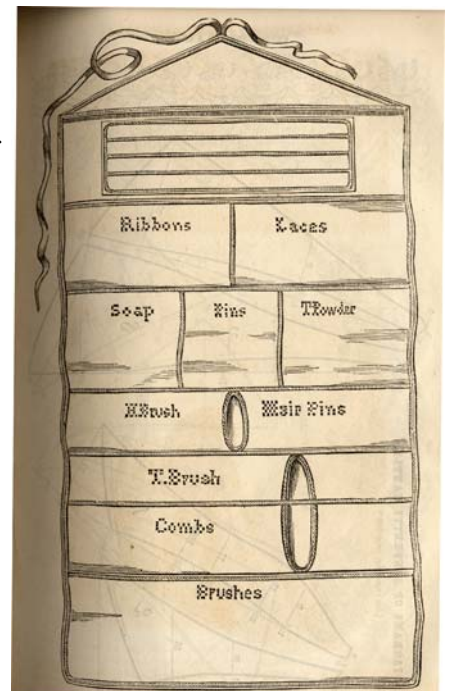 Ribbons Laces
Soap Pins T.Powder
N.Brush Hair Pins
T.Brush
Combs
Brushes